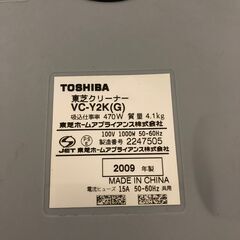 TOSHIBA
東芝クリーナー
VC-Y2K(G)
吸込仕事率 470W 質量 4.1kg
東芝ホームアプライアンス株式会社
100V 1000W 50-60Hz
製造番号 2247505
JET 東芝ホームアプライアンス株式会社
2009 年製
MADE IN CHINA
電流ヒューズ 15A 50-60Hz 共用